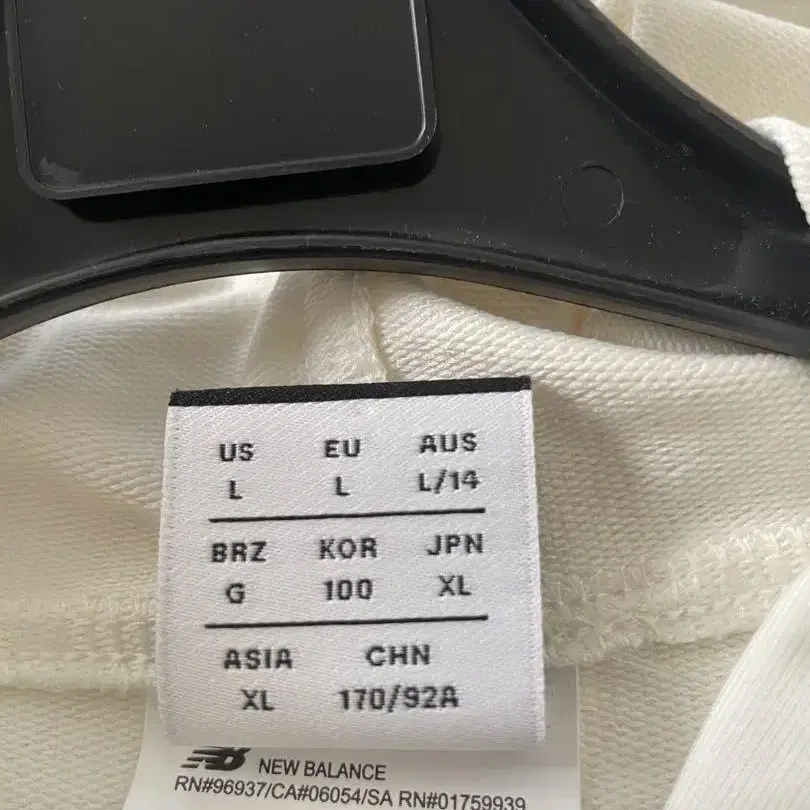 US EU AUS
L L L/14
BRZ KOR JPN
G 100 XL
ASIA CHN
XL 170/92A
NEW BALANCE
RN#96937/CA#06054/SA RN#01759939